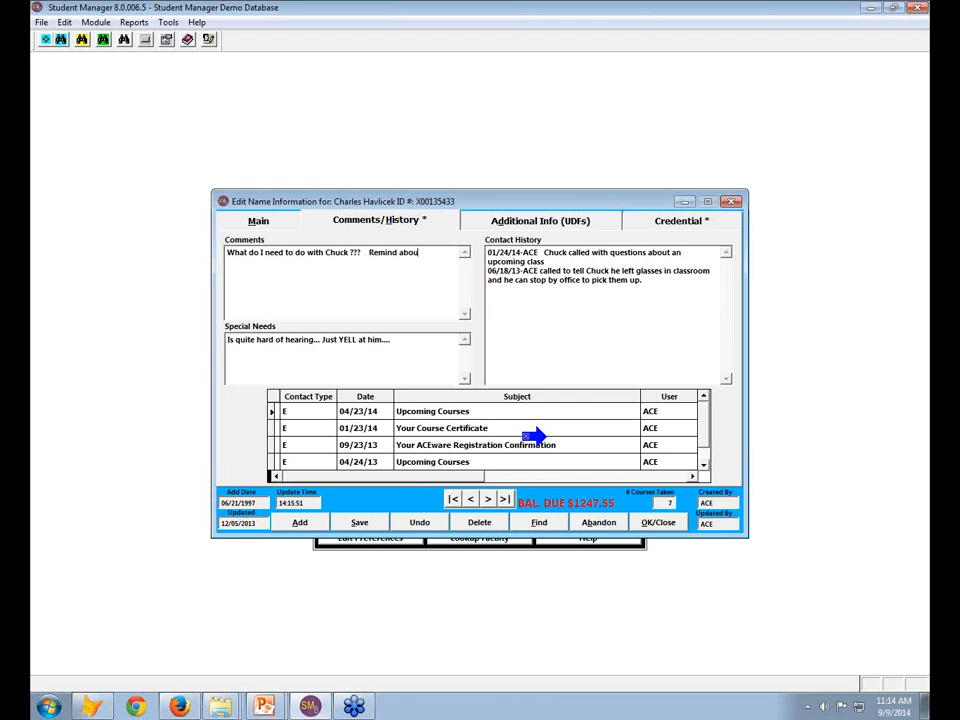 Student Manager 8.0.006.5 - Student Manager Demo Database
File Edit Module Reports Tools Help
Edit Name Information for: Charles Havlicek ID #: X00135433
Main Comments/History * Additional Info (UDFs) Credential *
Comments
What do I need to do with Chuck ??? Remind abou
Contact History
01/24/14-ACE Chuck called with questions about an
upcoming class
06/18/13-ACE called to tell Chuck he left glasses in classroom
and he can stop by office to pick them up.
Special Needs
Is quite hard of hearing... Just YELL at him....
Contact Type Date Subject User
E 04/23/14 Upcoming Courses ACE
E 01/23/14 Your Course Certificate ACE
E 09/23/13 Your ACEware Registration Confirmation ACE
E 04/24/13 Upcoming Courses ACE
Add Date Update Time # Courses Taken Created By
06/21/1997 14:15:51 |< < > >| BAL. DUE $1247.55 7 ACE
Updated Updated By
12/05/2013 Add Save Undo Delete Find Abandon OK/Close ACE
Edit Preferences Lookup Faculty Help
SM8
11:14 AM
9/9/2014